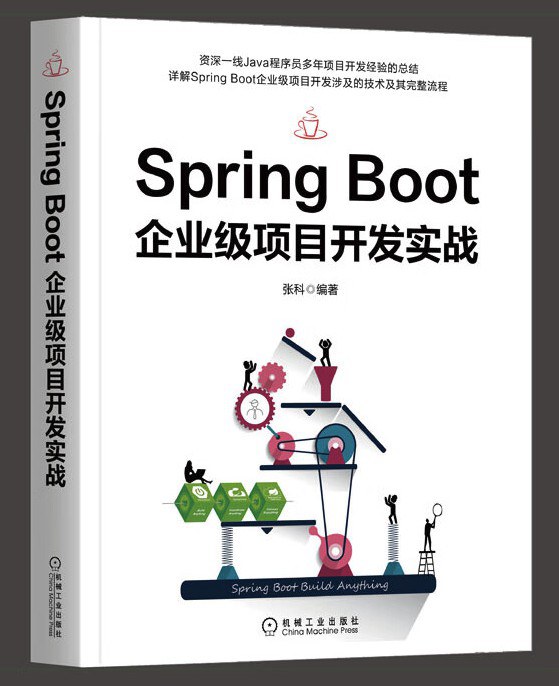 资深一线Java程序员多年项目开发经验的总结
详解Spring Boot企业级项目开发涉及的技术及其完整流程
Spring Boot
企业级项目开发实战
张科◎编著
Spring Boot Build Anything
机械工业出版社
China Machine Press
Spring Boot 企业级项目开发实战
机械工业出版社
China Machine Press